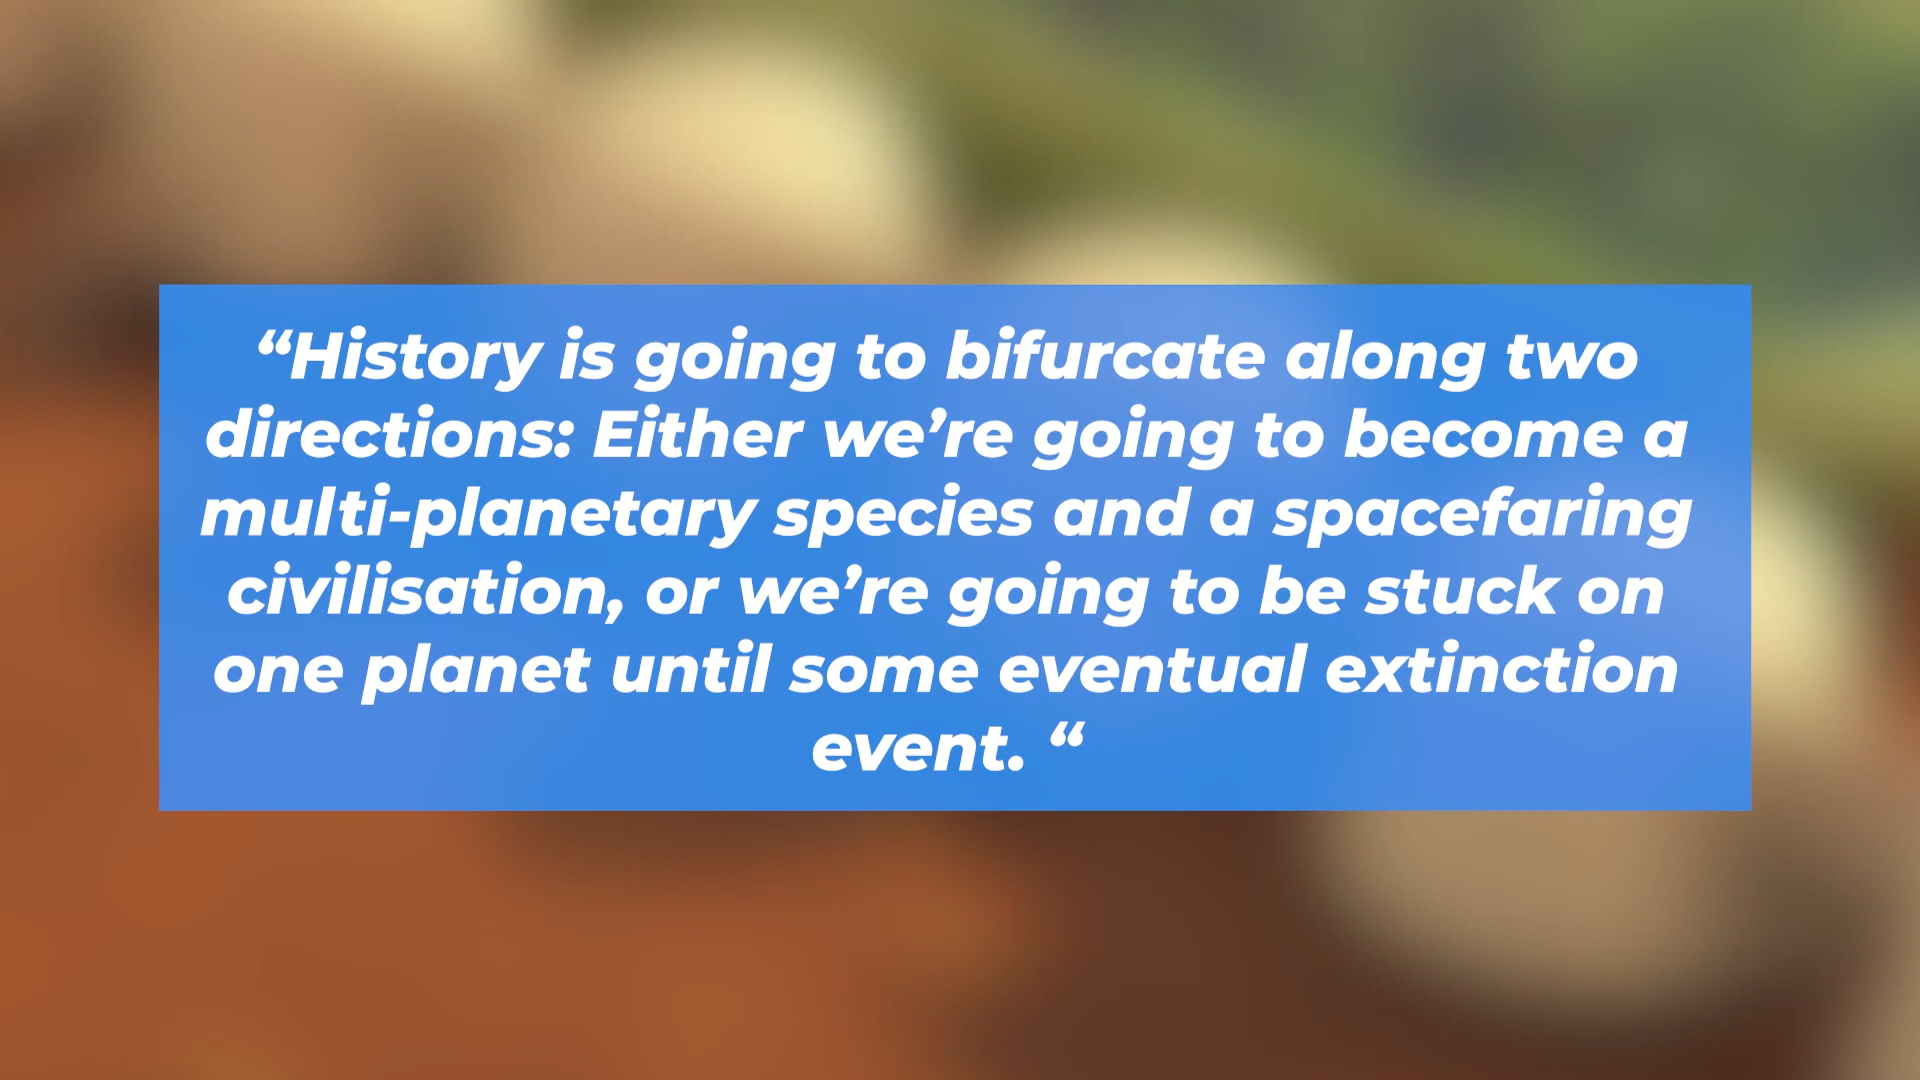 “History is going to bifurcate along two
directions: Either we’re going to become a
multi-planetary species and a spacefaring
civilisation, or we’re going to be stuck on
one planet until some eventual extinction
event. “